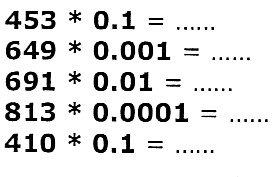 453 * 0.1 = ......
649 * 0.001 = ......
691 * 0.01 = ......
813 * 0.0001 = ......
410 * 0.1 = ......